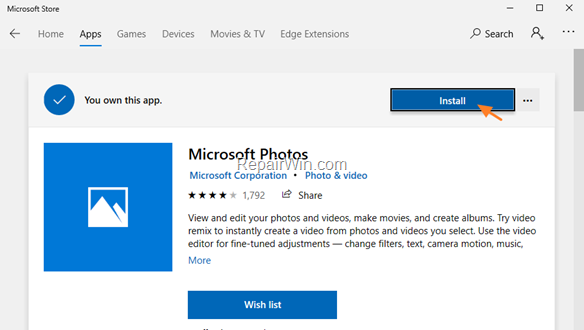 Microsoft Store
Home Apps Games Devices Movies & TV Edge Extensions Search
You own this app. Install
Microsoft Photos
RepairWin.com
Microsoft Corporation • Photo & video
1,792 Share
View and edit your photos and videos, make movies, and create albums. Try video
remix to instantly create a video from photos and videos you select. Use the video
editor for fine-tuned adjustments — change filters, text, camera motion, music,
More
Wish list